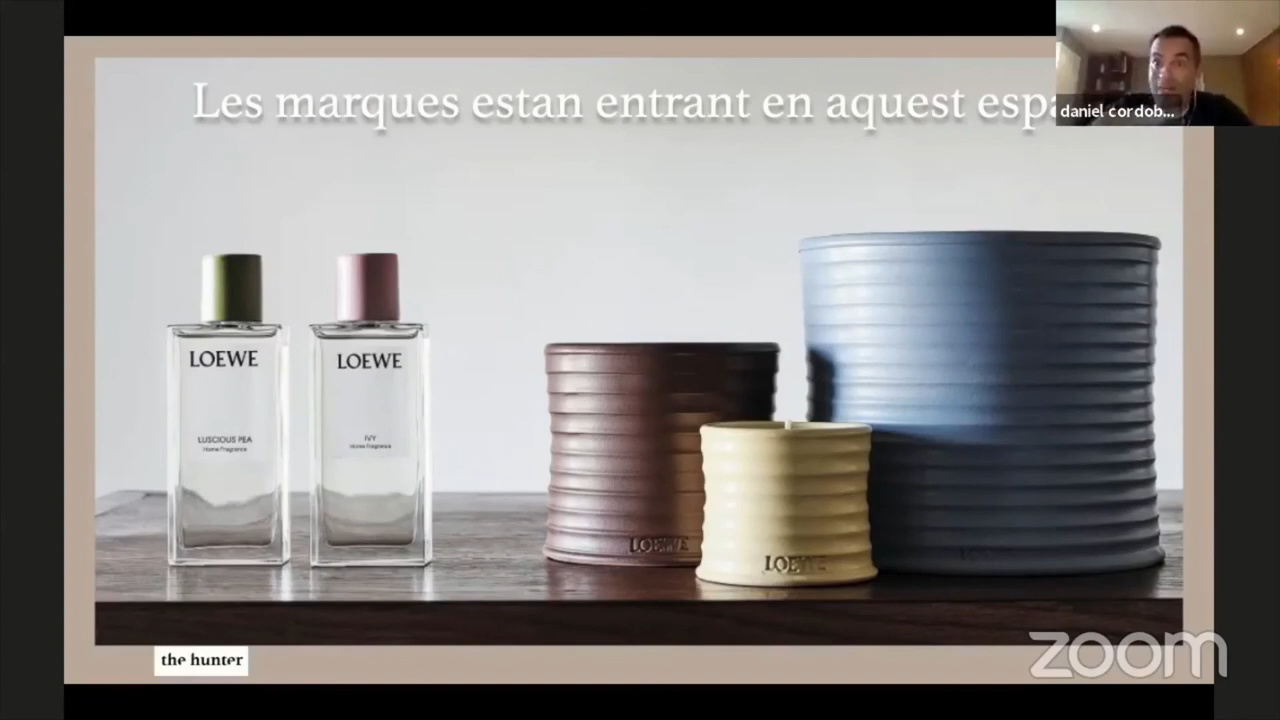 Les marques estan entrant en aquest espa
daniel cordob...
LOEWE
LUSCIOUS PEA
Home Fragrance
LOEWE
IVY
Home Fragrance
LOEWE
LOEWE
the hunter
zoom